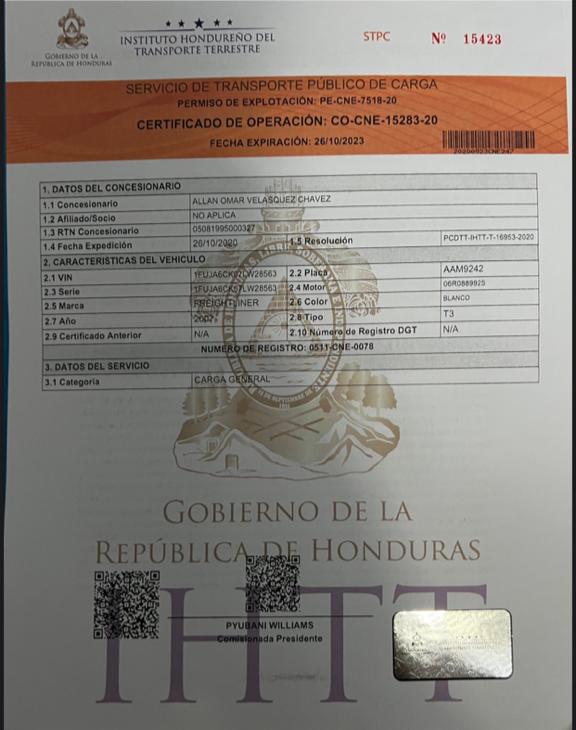 GOBIERNO DE LA
REPÚBLICA DE HONDURAS
INSTITUTO HONDUREÑO DEL
TRANSPORTE TERRESTRE
STPC
Nº 15423
SERVICIO DE TRANSPORTE PÚBLICO DE CARGA
PERMISO DE EXPLOTACIÓN: PE-CNE-7518-20
CERTIFICADO DE OPERACIÓN: CO-CNE-15283-20
FECHA EXPIRACIÓN: 26/10/2023
1. DATOS DEL CONCESIONARIO
1.1 Concesionario ALLAN OMAR VELASQUEZ CHAVEZ
1.2 Afiliado/Socio NO APLICA
1.3 RTN Concesionario 05081995000327
1.4 Fecha Expedición 26/10/2020 1.5 Resolución PCDTT-IHTT-T-16953-2020
2. CARACTERISTICAS DEL VEHICULO
2.1 VIN 2.2 Placa AAM9242
2.3 Serie 2.4 Motor 06R0889925
2.5 Marca FREIGHTLINER 2.6 Color BLANCO
2.7 Año 2002 2.8 Tipo T3
2.9 Certificado Anterior N/A 2.10 Número de Registro DGT N/A
NUMERO DE REGISTRO: 0511-CNE-0078
3. DATOS DEL SERVICIO
3.1 Categoria CARGA GENERAL
GOBIERNO DE LA
REPÚBLICA DE HONDURAS
IHTT
PYUBANI WILLIAMS
Comisionada Presidente